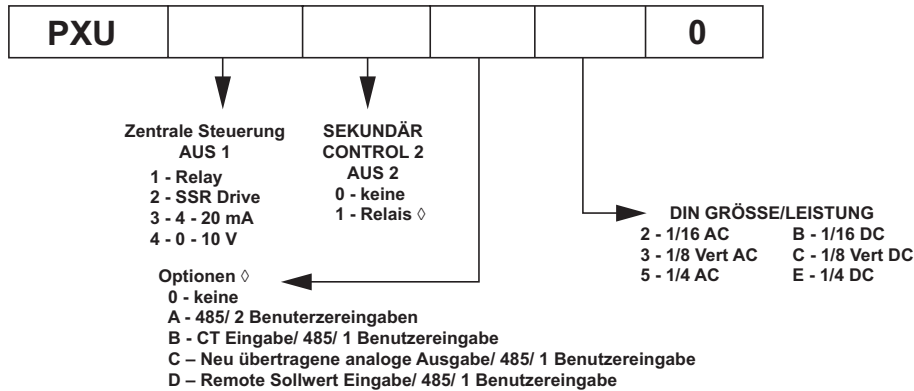 PXU 0
Zentrale Steuerung
AUS 1
1 - Relay
2 - SSR Drive
3 - 4 - 20 mA
4 - 0 - 10 V
SEKUNDÄR
CONTROL 2
AUS 2
0 - keine
1 - Relais ◊
DIN GRÖSSE/LEISTUNG
2 - 1/16 AC B - 1/16 DC
3 - 1/8 Vert AC C - 1/8 Vert DC
5 - 1/4 AC E - 1/4 DC
Optionen ◊
0 - keine
A - 485/ 2 Benuterzeingaben
B - CT Eingabe/ 485/ 1 Benutzereingabe
C – Neu übertragene analoge Ausgabe/ 485/ 1 Benutzereingabe
D – Remote Sollwert Eingabe/ 485/ 1 Benutzereingabe